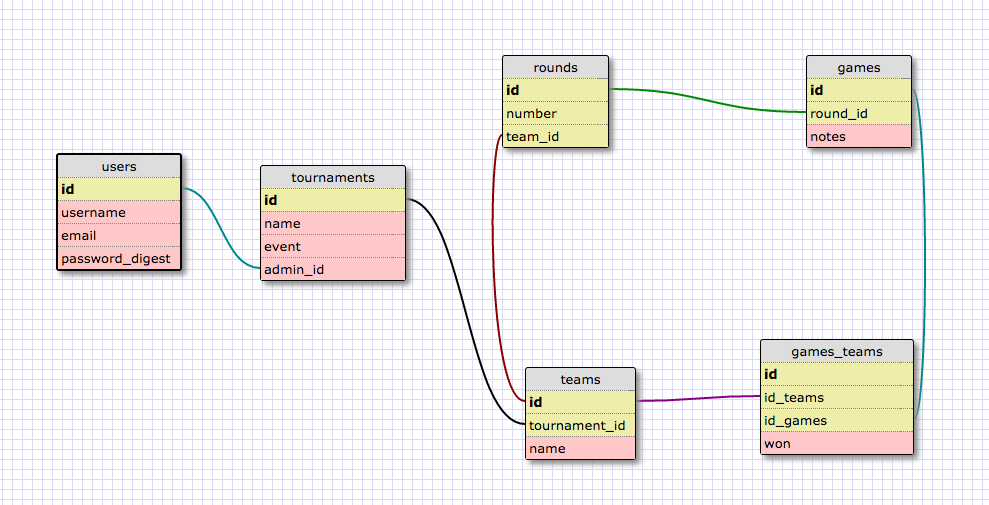 users
id
username
email
password_digest
tournaments
id
name
event
admin_id
rounds
id
number
team_id
games
id
round_id
notes
teams
id
tournament_id
name
games_teams
id
id_teams
id_games
won